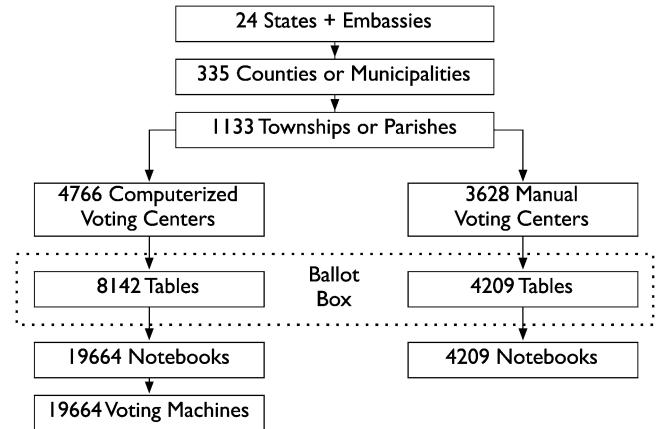 24 States + Embassies
335 Counties or Municipalities
1133 Townships or Parishes
4766 Computerized
Voting Centers
3628 Manual
Voting Centers
8142 Tables
Ballot
Box
4209 Tables
19664 Notebooks
4209 Notebooks
19664 Voting Machines